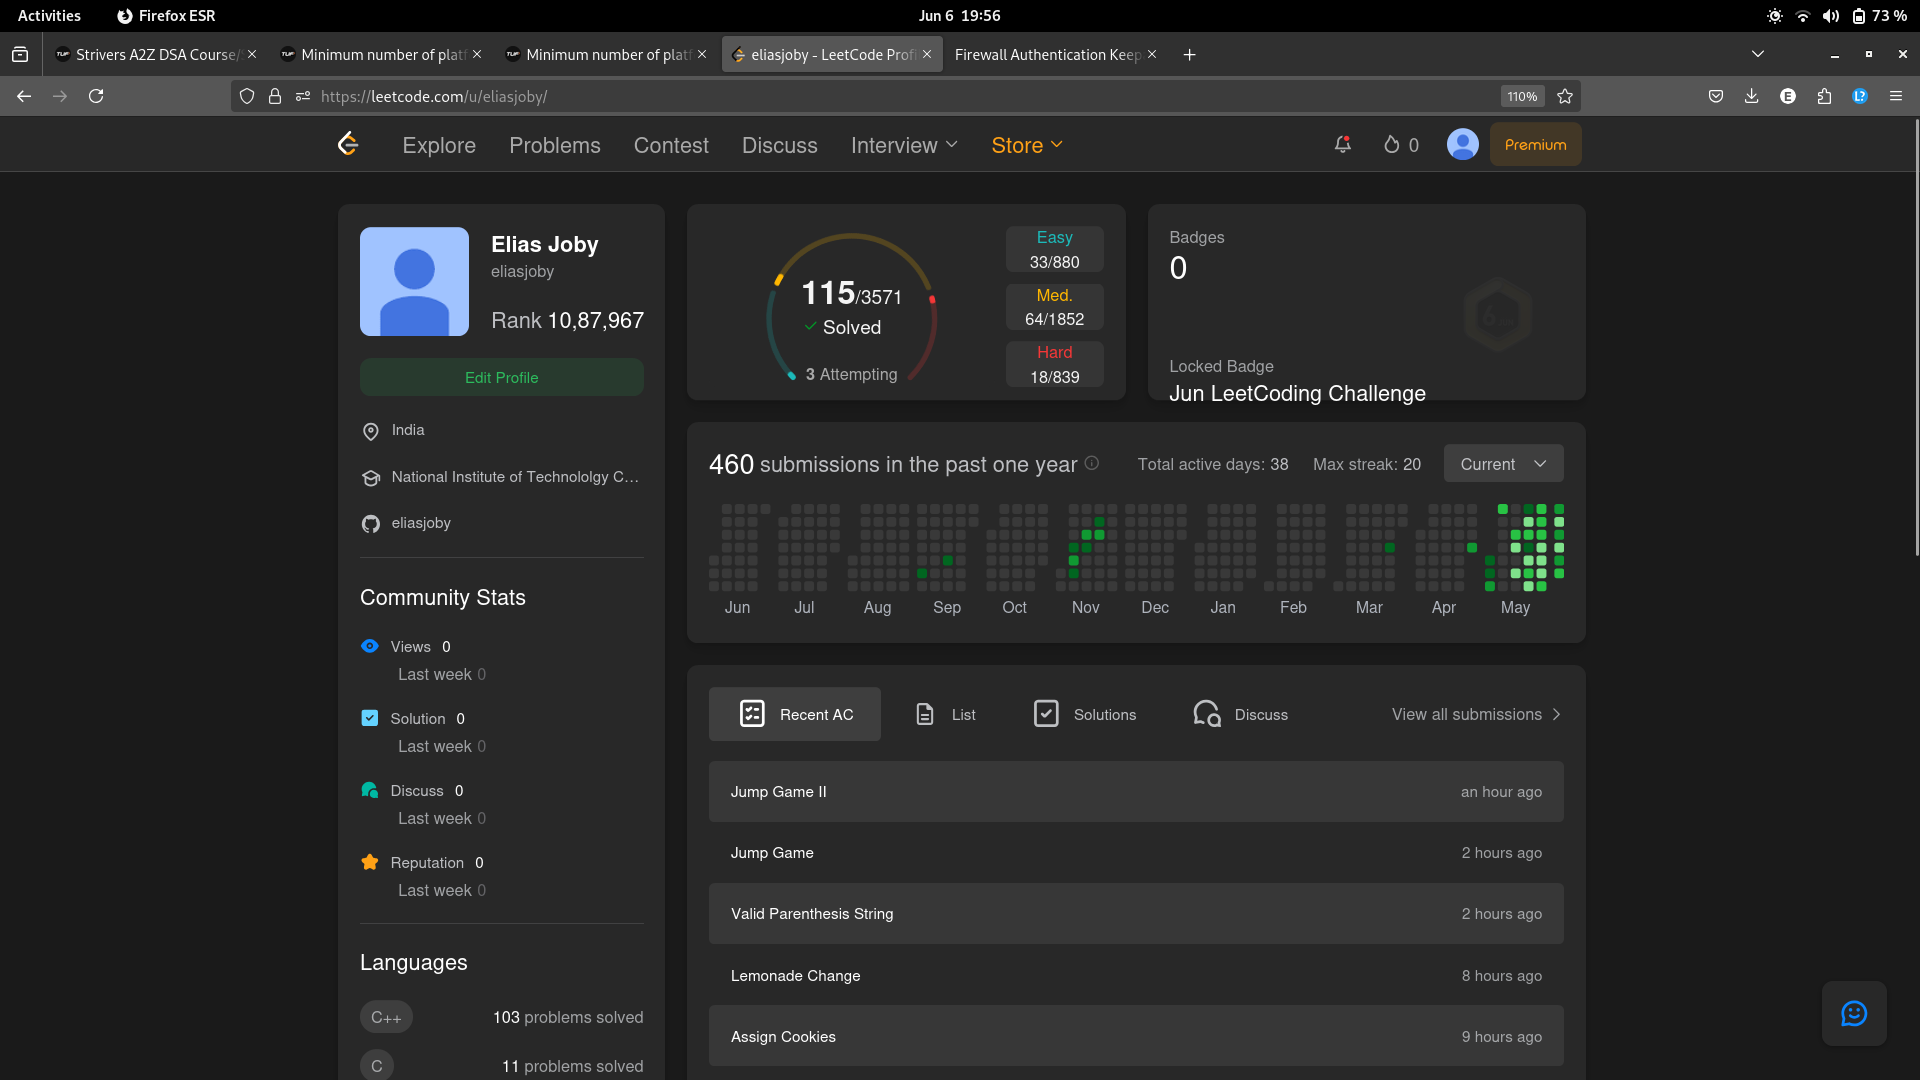 Activities
Firefox ESR
Jun 6 19:56
73 %
Strivers A2Z DSA Course/
Minimum number of platf
Minimum number of platf
eliasjoby - LeetCode Profi
Firewall Authentication Keep
https://leetcode.com/u/eliasjoby/
110%
E
L?
Explore
Problems
Contest
Discuss
Interview
Store
0
Premium
Elias Joby
eliasjoby
Rank 10,87,967
Edit Profile
India
National Institute of Technololgy C...
eliasjoby
Community Stats
Views 0
Last week 0
Solution 0
Last week 0
Discuss 0
Last week 0
Reputation 0
Last week 0
Languages
C++
103 problems solved
C
11 problems solved
115/3571
Solved
3 Attempting
Easy
33/880
Med.
64/1852
Hard
18/839
Badges
0
Locked Badge
Jun LeetCoding Challenge
460 submissions in the past one year
Total active days: 38
Max streak: 20
Current
Jun
Jul
Aug
Sep
Oct
Nov
Dec
Jan
Feb
Mar
Apr
May
Recent AC
List
Solutions
Discuss
View all submissions
Jump Game II
an hour ago
Jump Game
2 hours ago
Valid Parenthesis String
2 hours ago
Lemonade Change
8 hours ago
Assign Cookies
9 hours ago